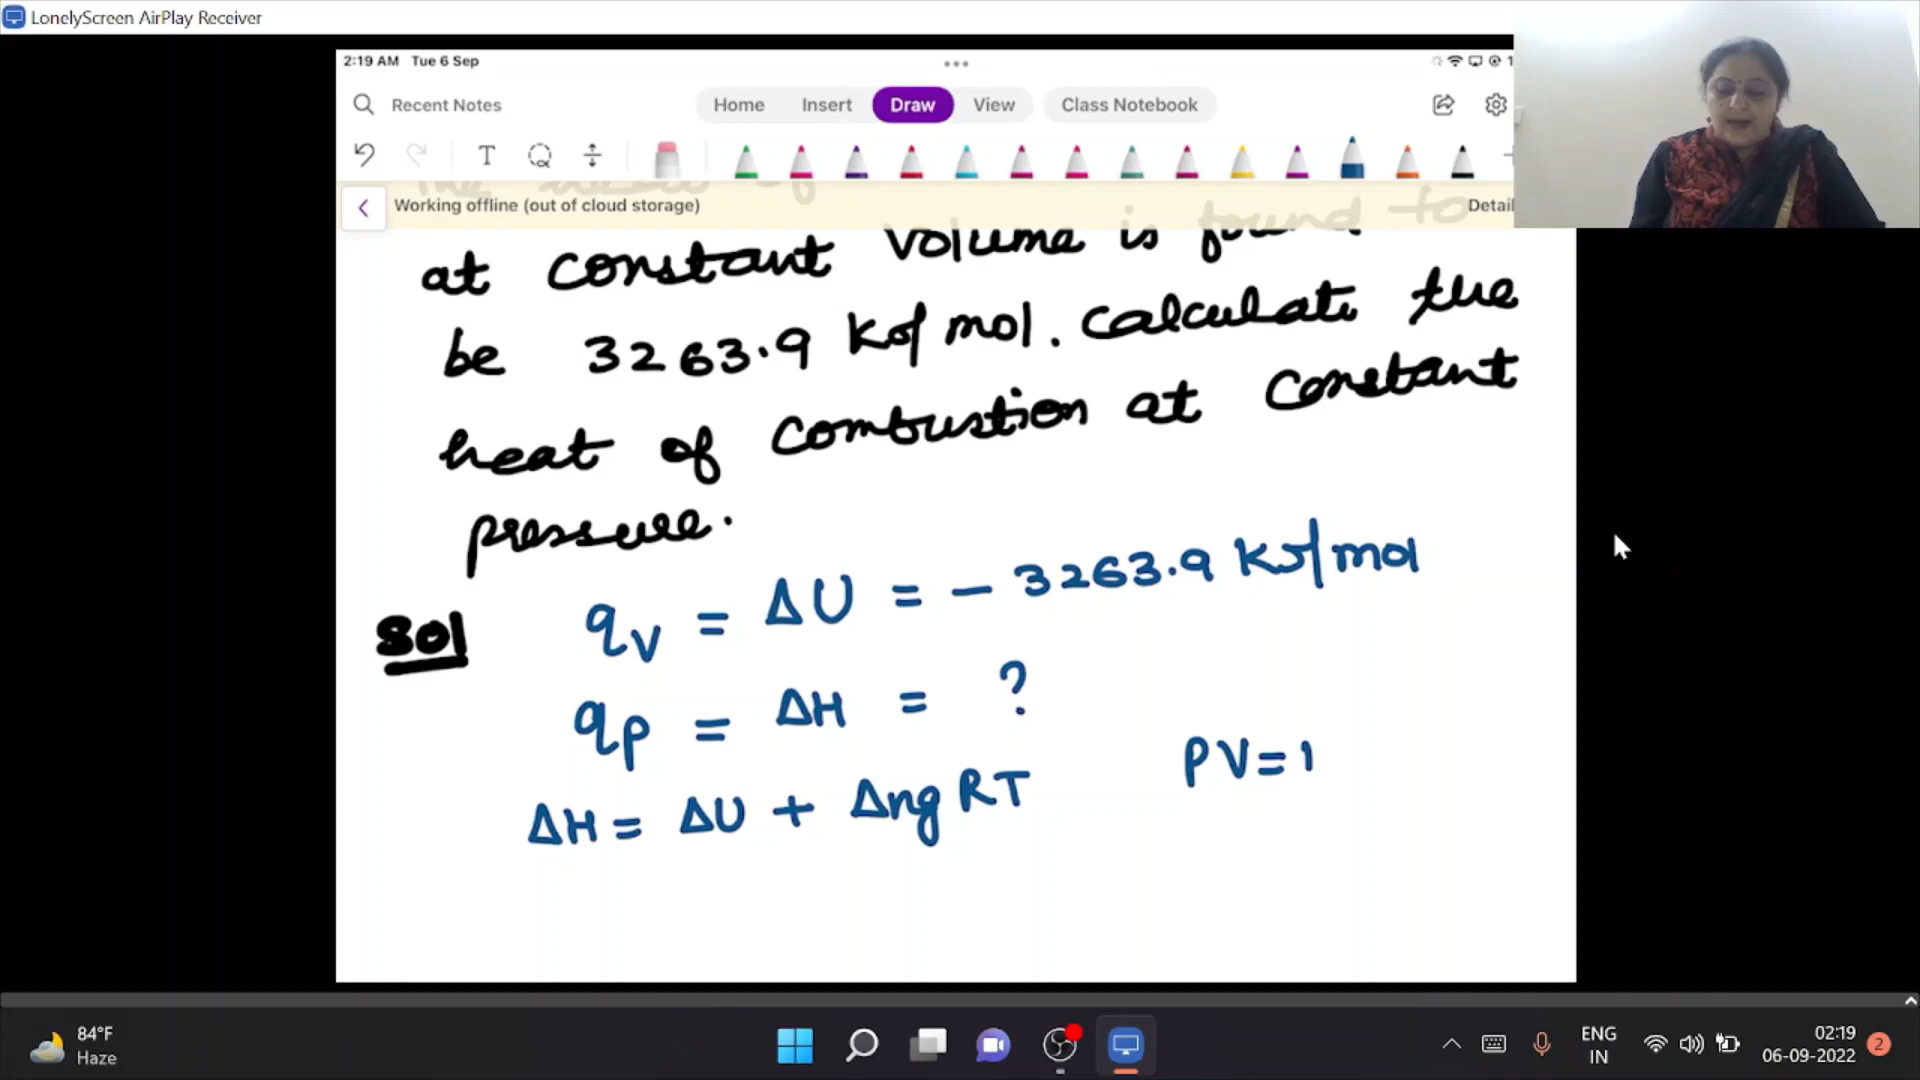 LonelyScreen AirPlay Receiver
2:19 AM Tue 6 Sep
Recent Notes
Home Insert Draw View Class Notebook
Working offline (out of cloud storage)
Detail
at constant volume is found to
be 3263.9 KJ/mol. Calculate the
heat of combustion at constant
pressure.
Sol
qv = ΔU = - 3263.9 KJ/mol
qp = ΔH = ?
ΔH = ΔU + Δng RT
PV = 1
84°F
Haze
ENG
IN
02:19
06-09-2022
2